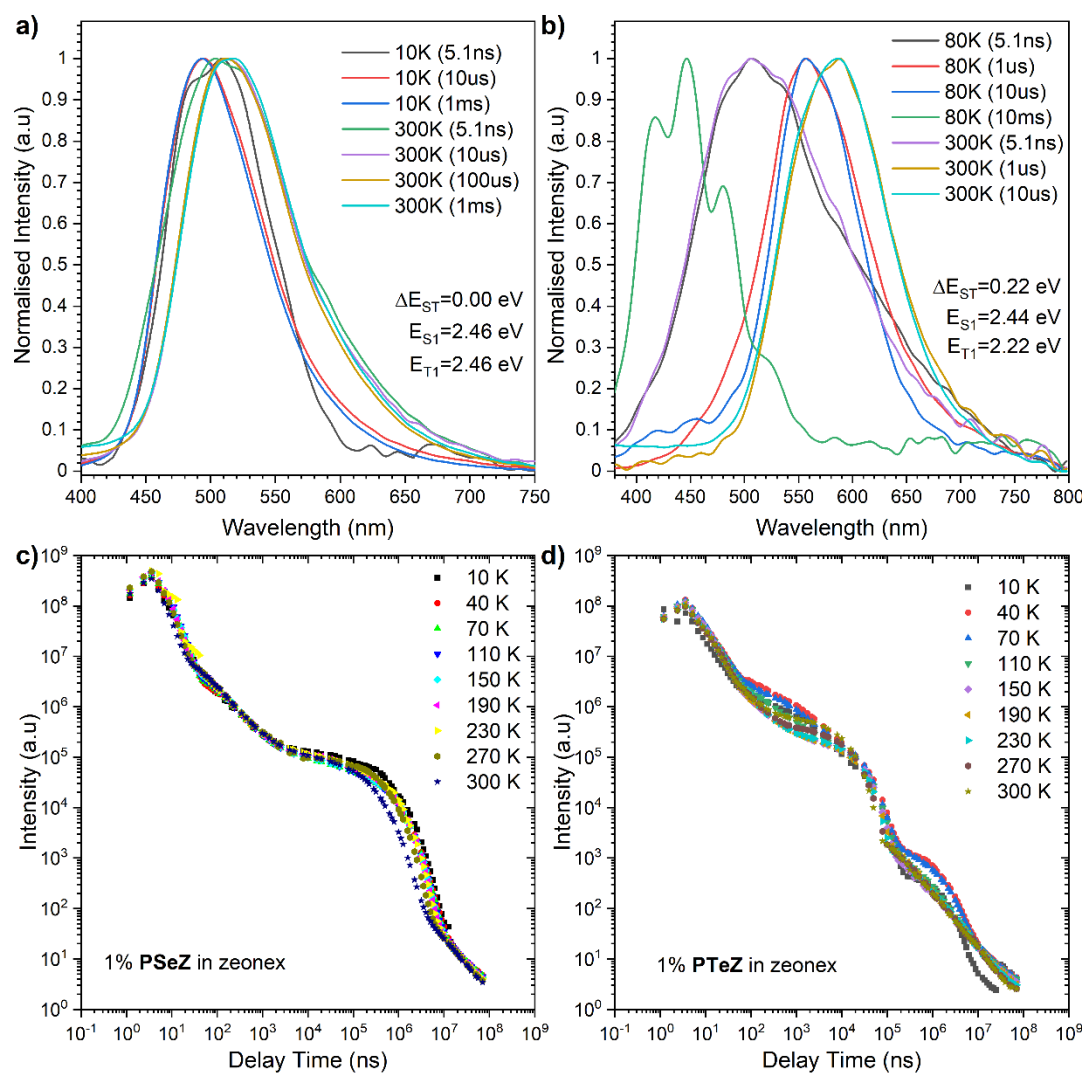 a)
Normalised Intensity (a.u)
1
0.9
0.8
0.7
0.6
0.5
0.4
0.3
0.2
0.1
0
400 450 500 550 600 650 700 750
Wavelength (nm)
10K (5.1ns)
10K (10us)
10K (1ms)
300K (5.1ns)
300K (10us)
300K (100us)
300K (1ms)
ΔE_ST=0.00 eV
E_S1=2.46 eV
E_T1=2.46 eV
b)
Normalised Intensity (a.u)
1
0.9
0.8
0.7
0.6
0.5
0.4
0.3
0.2
0.1
0
400 450 500 550 600 650 700 750 800
Wavelength (nm)
80K (5.1ns)
80K (1us)
80K (10us)
80K (10ms)
300K (5.1ns)
300K (1us)
300K (10us)
ΔE_ST=0.22 eV
E_S1=2.44 eV
E_T1=2.22 eV
c)
Intensity (a.u)
10⁹
10⁸
10⁷
10⁶
10⁵
10⁴
10³
10²
10¹
10⁰
10⁻¹ 10⁰ 10¹ 10² 10³ 10⁴ 10⁵ 10⁶ 10⁷ 10⁸ 10⁹
Delay Time (ns)
10 K
40 K
70 K
110 K
150 K
190 K
230 K
270 K
300 K
1% PSeZ in zeonex
d)
Intensity (a.u)
10⁹
10⁸
10⁷
10⁶
10⁵
10⁴
10³
10²
10¹
10⁰
10⁻¹ 10⁰ 10¹ 10² 10³ 10⁴ 10⁵ 10⁶ 10⁷ 10⁸ 10⁹
Delay Time (ns)
10 K
40 K
70 K
110 K
150 K
190 K
230 K
270 K
300 K
1% PTeZ in zeonex